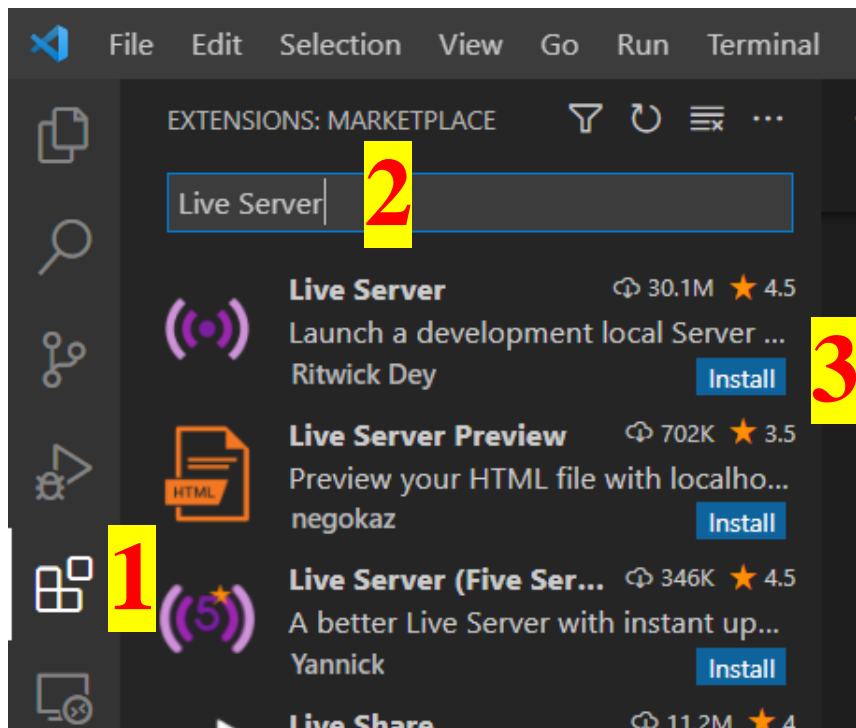 File Edit Selection View Go Run Terminal
EXTENSIONS: MARKETPLACE
Live Server
2
Live Server 30.1M 4.5
Launch a development local Server ...
Ritwick Dey Install
3
Live Server Preview 702K 3.5
HTML
Preview your HTML file with localho...
negokaz Install
1
Live Server (Five Ser... 346K 4.5
5
A better Live Server with instant up...
Yannick Install
Live Share 11.2M 4